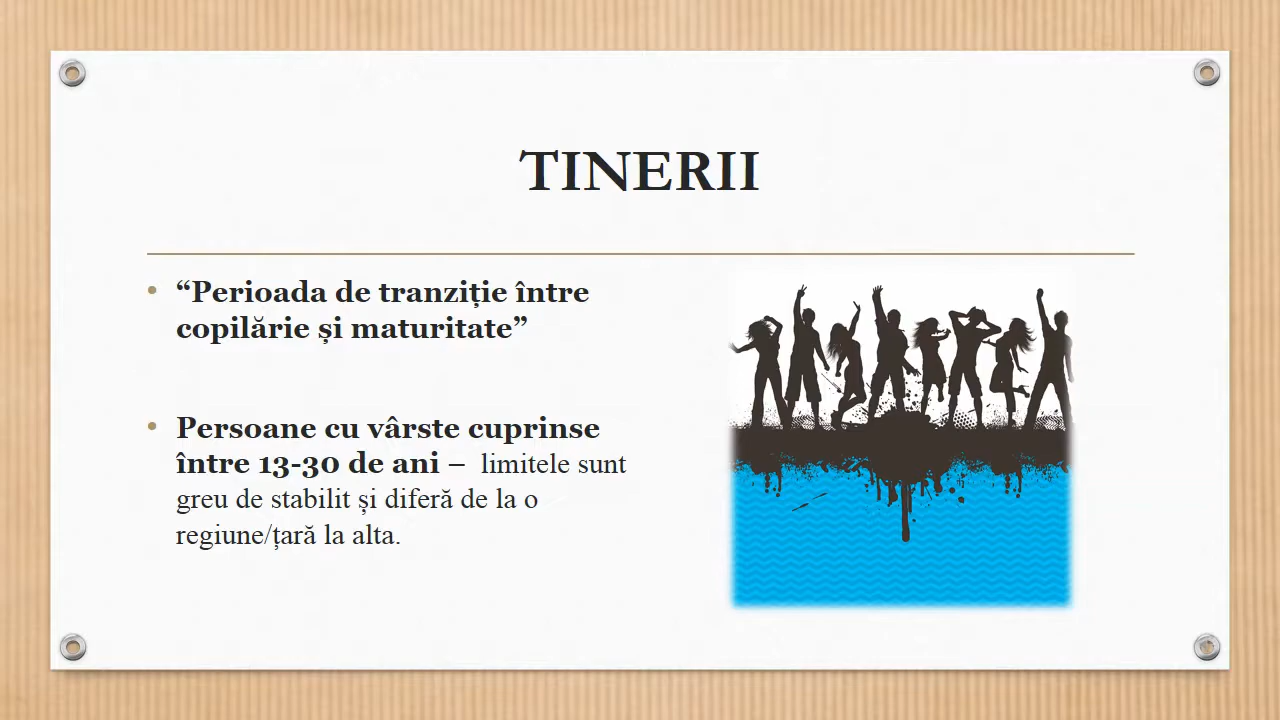 TINERII
• “Perioada de tranziție între
copilărie și maturitate”
• Persoane cu vârste cuprinse
între 13-30 de ani – limitele sunt
greu de stabilit și diferă de la o
regiune/țară la alta.